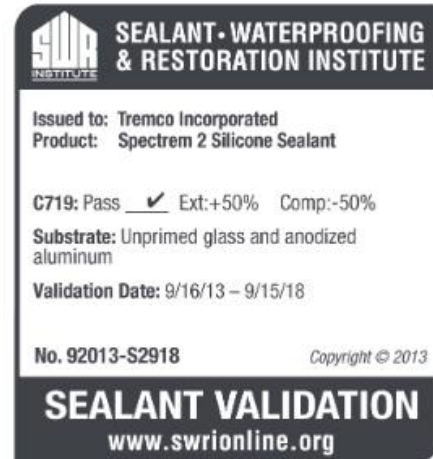 SWR
INSTITUTE
SEALANT • WATERPROOFING
& RESTORATION INSTITUTE
Issued to: Tremco Incorporated
Product: Spectrem 2 Silicone Sealant
C719: Pass ✔ Ext:+50% Comp:-50%
Substrate: Unprimed glass and anodized
aluminum
Validation Date: 9/16/13 – 9/15/18
No. 92013-S2918 Copyright © 2013
SEALANT VALIDATION
www.swrionline.org